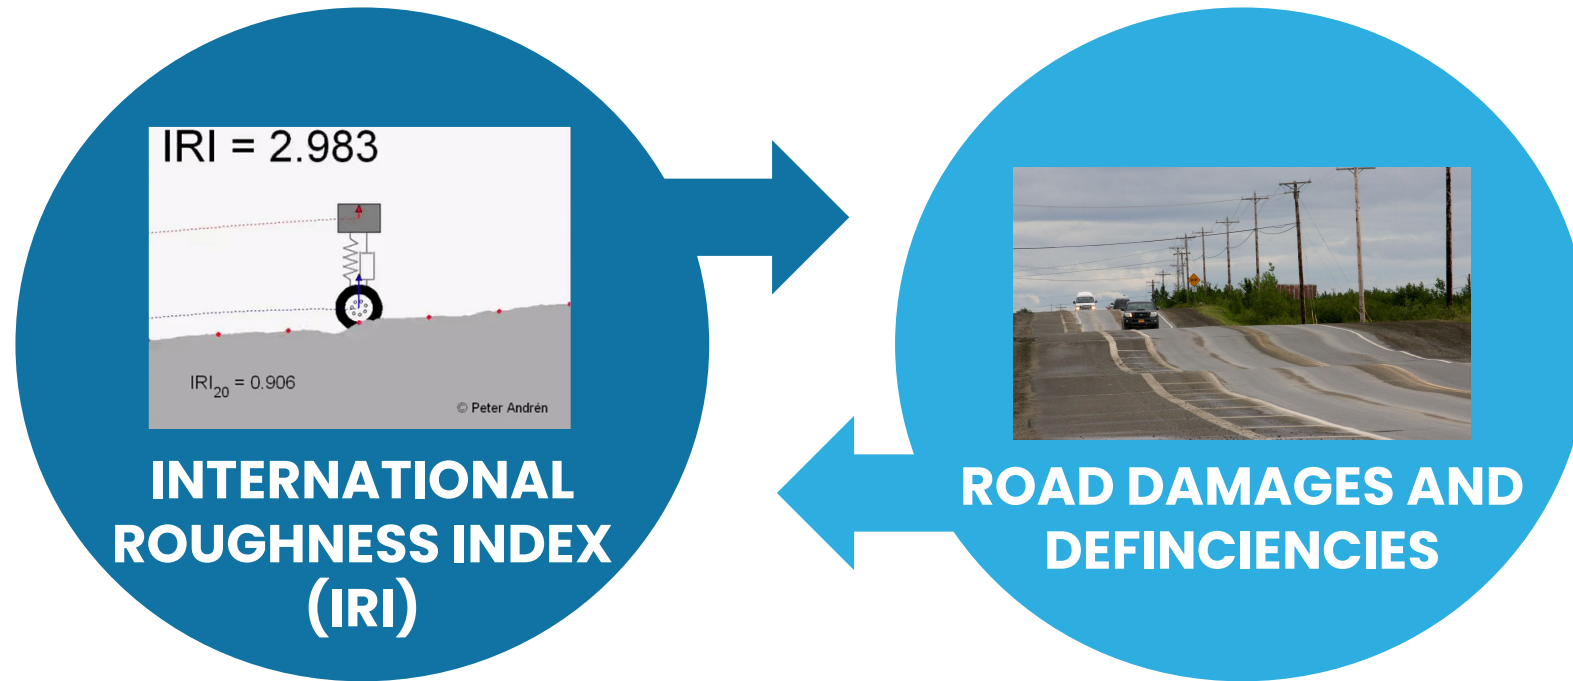 IRI = 2.983
IRI20 = 0.906
© Peter Andrén
INTERNATIONAL
ROUGHNESS INDEX
(IRI)
ROAD DAMAGES AND
DEFINCIENCIES